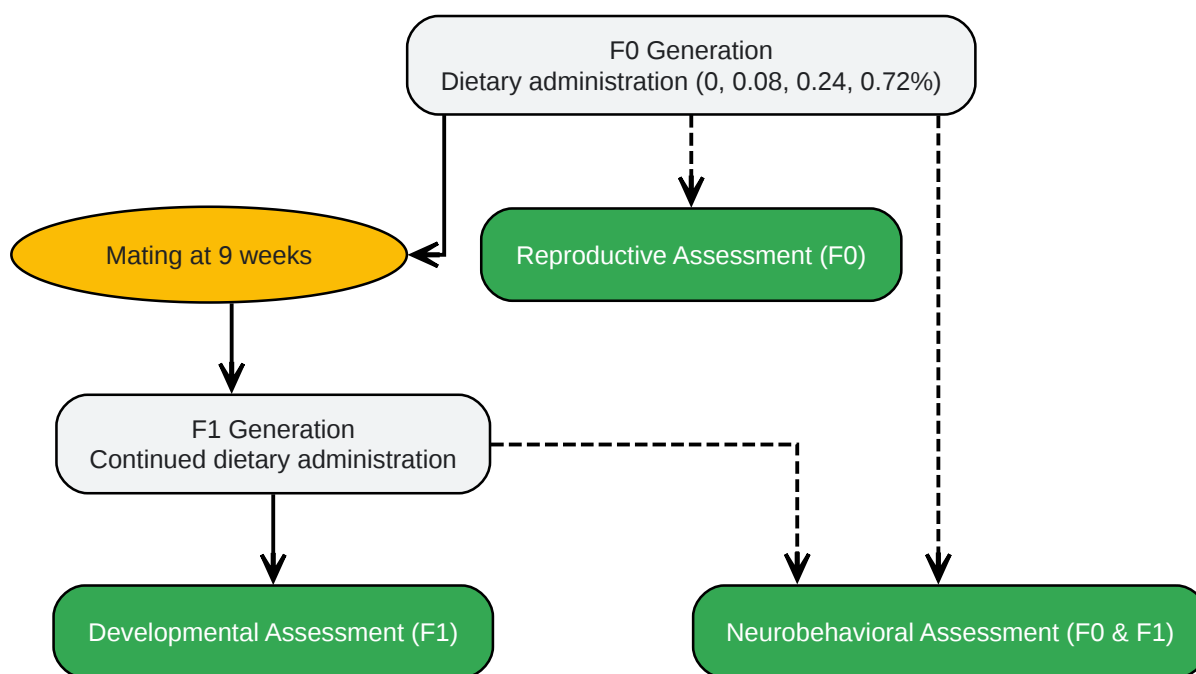 F0 Generation
Dietary administration (0, 0.08, 0.24, 0.72%)
Mating at 9 weeks
Reproductive Assessment (F0)
F1 Generation
Continued dietary administration
Developmental Assessment (F1)
Neurobehavioral Assessment (F0 & F1)